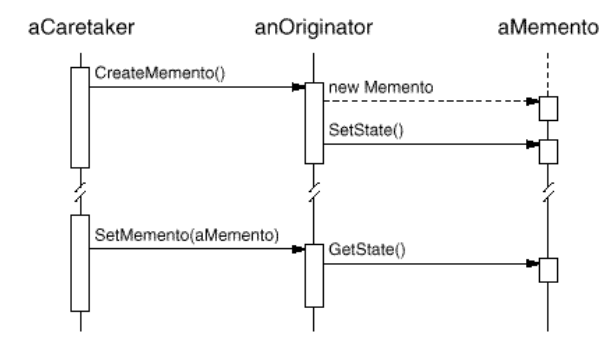 aCaretaker anOriginator aMemento
CreateMemento()
new Memento
SetState()
SetMemento(aMemento)
GetState()